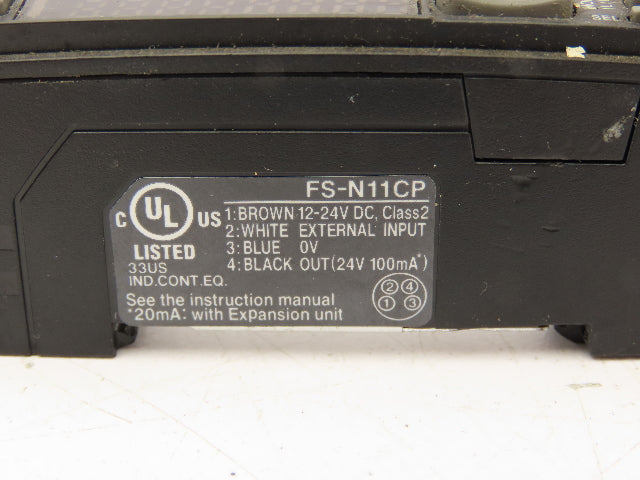 SEL
FS-N11CP
C UL US
LISTED
33US
IND.CONT.EQ.
1:BROWN 12-24V DC, Class2
2:WHITE EXTERNAL INPUT
3:BLUE 0V
4:BLACK OUT(24V 100mA*)
2 4
1 3
See the instruction manual
*20mA: with Expansion unit